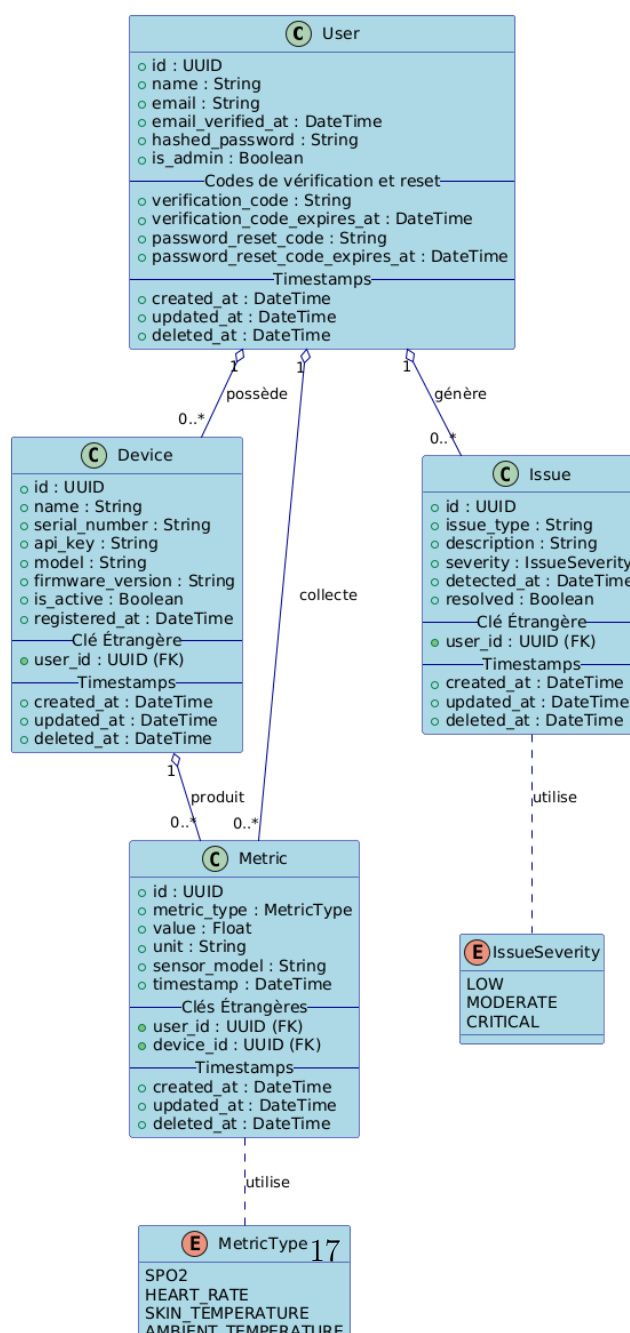 C User
id : UUID
name : String
email : String
email_verified_at : DateTime
hashed_password : String
is_admin : Boolean
Codes de vérification et reset
verification_code : String
verification_code_expires_at : DateTime
password_reset_code : String
password_reset_code_expires_at : DateTime
Timestamps
created_at : DateTime
updated_at : DateTime
deleted_at : DateTime
1
1
1
possède
génère
0..*
0..*
C Device
id : UUID
name : String
serial_number : String
api_key : String
model : String
firmware_version : String
is_active : Boolean
registered_at : DateTime
Clé Étrangère
user_id : UUID (FK)
Timestamps
created_at : DateTime
updated_at : DateTime
deleted_at : DateTime
collecte
C Issue
id : UUID
issue_type : String
description : String
severity : IssueSeverity
detected_at : DateTime
resolved : Boolean
Clé Étrangère
user_id : UUID (FK)
Timestamps
created_at : DateTime
updated_at : DateTime
deleted_at : DateTime
1
produit
0..*
0..*
utilise
C Metric
id : UUID
metric_type : MetricType
value : Float
unit : String
sensor_model : String
timestamp : DateTime
Clés Étrangères
user_id : UUID (FK)
device_id : UUID (FK)
Timestamps
created_at : DateTime
updated_at : DateTime
deleted_at : DateTime
E IssueSeverity
LOW
MODERATE
CRITICAL
utilise
E MetricType
17
SPO2
HEART_RATE
SKIN_TEMPERATURE
AMBIENT_TEMPERATURE